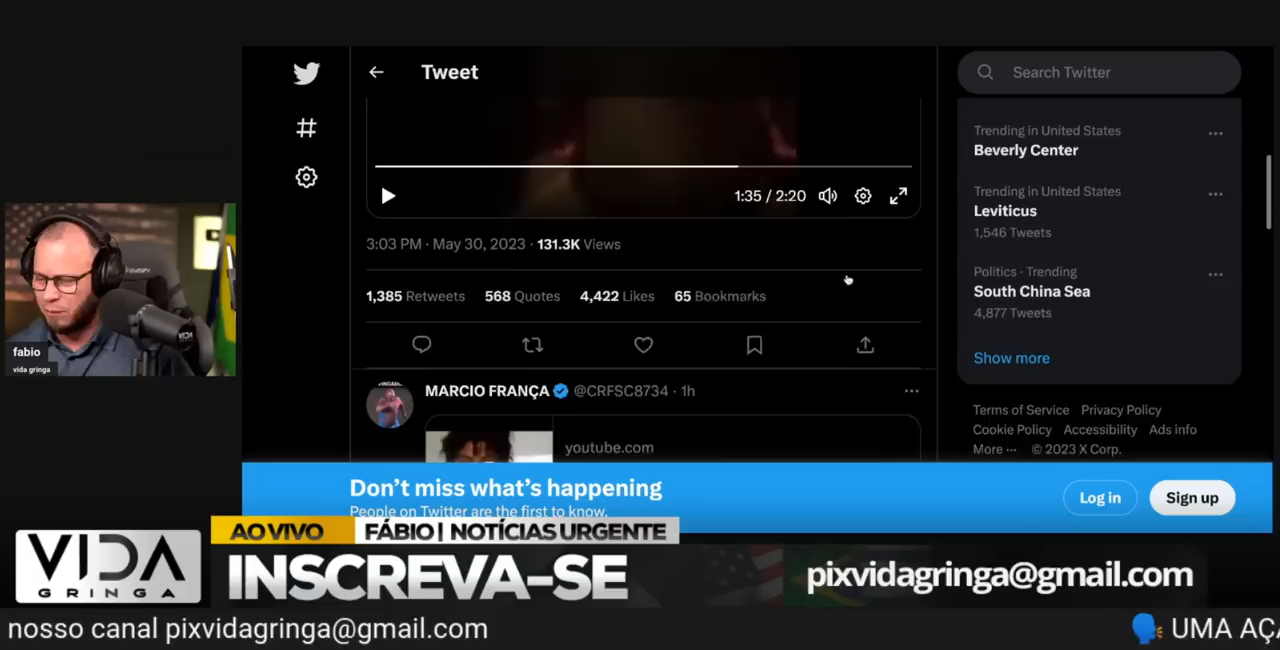 Tweet
Search Twitter
1:35 / 2:20
3:03 PM · May 30, 2023 · 131.3K Views
1,385 Retweets 568 Quotes 4,422 Likes 65 Bookmarks
MARCIO FRANÇA @CRFSC8734 · 1h
youtube.com
Trending in United States
Beverly Center
Trending in United States
Leviticus
1,546 Tweets
Politics · Trending
South China Sea
4,877 Tweets
Show more
Terms of Service Privacy Policy
Cookie Policy Accessibility Ads info
More ··· © 2023 X Corp.
fabio
vida gringa
Don't miss what's happening
People on Twitter are the first to know.
Log in
Sign up
AO VIVO FÁBIO | NOTÍCIAS URGENTE
VIDA
GRINGA
INSCREVA-SE
pixvidagringa@gmail.com
nosso canal pixvidagringa@gmail.com
UMA